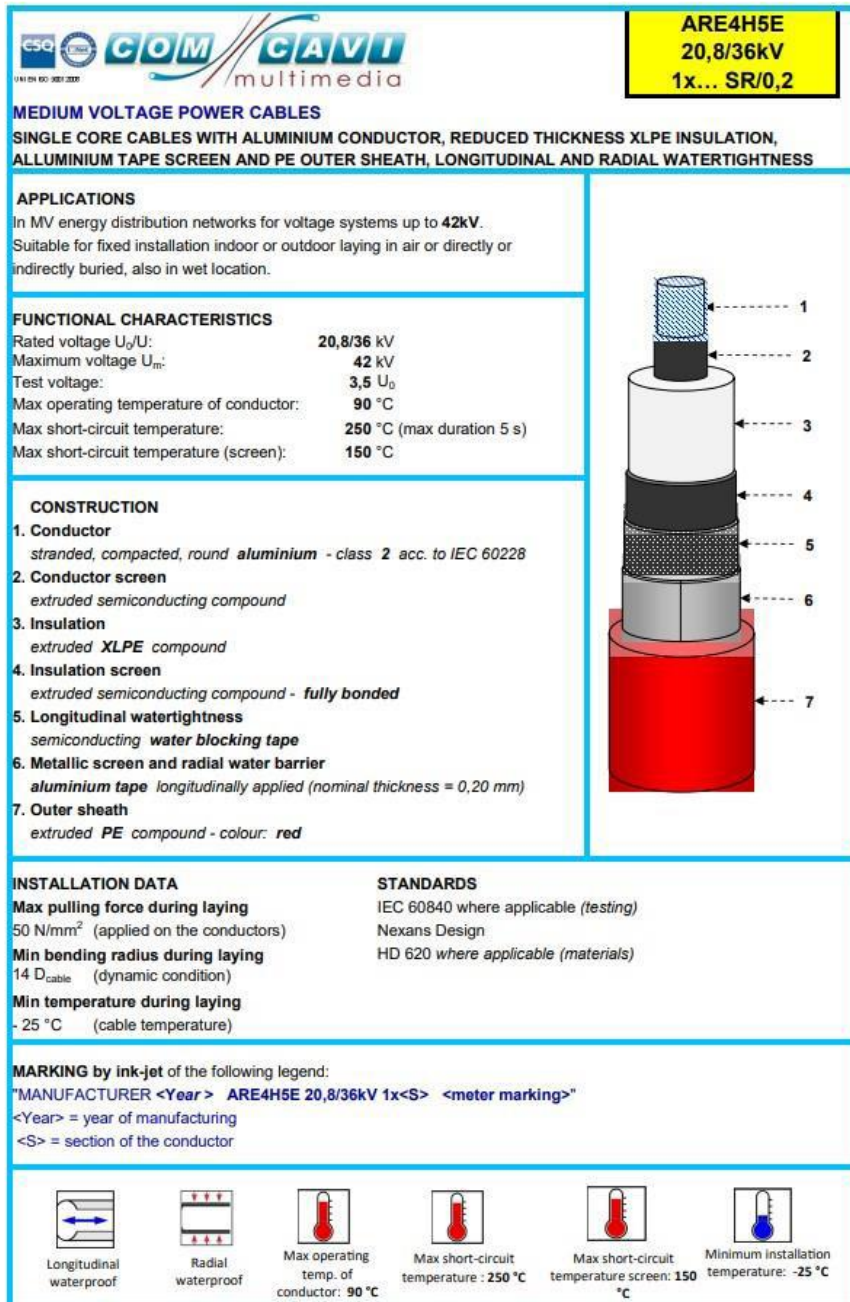 CSQ
UNI EN ISO 9001:2008
COM CAVI
multimedia
ARE4H5E
20,8/36kV
1x... SR/0,2
MEDIUM VOLTAGE POWER CABLES
SINGLE CORE CABLES WITH ALUMINIUM CONDUCTOR, REDUCED THICKNESS XLPE INSULATION,
ALLUMINIUM TAPE SCREEN AND PE OUTER SHEATH, LONGITUDINAL AND RADIAL WATERTIGHTNESS
APPLICATIONS
In MV energy distribution networks for voltage systems up to 42kV.
Suitable for fixed installation indoor or outdoor laying in air or directly or
indirectly buried, also in wet location.
FUNCTIONAL CHARACTERISTICS
Rated voltage U₀/U: 20,8/36 kV
Maximum voltage Uₘ: 42 kV
Test voltage: 3,5 U₀
Max operating temperature of conductor: 90 °C
Max short-circuit temperature: 250 °C (max duration 5 s)
Max short-circuit temperature (screen): 150 °C
CONSTRUCTION
1. Conductor
stranded, compacted, round aluminium - class 2 acc. to IEC 60228
2. Conductor screen
extruded semiconducting compound
3. Insulation
extruded XLPE compound
4. Insulation screen
extruded semiconducting compound - fully bonded
5. Longitudinal watertightness
semiconducting water blocking tape
6. Metallic screen and radial water barrier
aluminium tape longitudinally applied (nominal thickness = 0,20 mm)
7. Outer sheath
extruded PE compound - colour: red
1
2
3
4
5
6
7
INSTALLATION DATA
Max pulling force during laying
50 N/mm² (applied on the conductors)
Min bending radius during laying
14 Dcable (dynamic condition)
Min temperature during laying
- 25 °C (cable temperature)
STANDARDS
IEC 60840 where applicable (testing)
Nexans Design
HD 620 where applicable (materials)
MARKING by ink-jet of the following legend:
"MANUFACTURER <Year > ARE4H5E 20,8/36kV 1x<S> <meter marking>"
<Year> = year of manufacturing
<S> = section of the conductor
Longitudinal
waterproof
Radial
waterproof
Max operating
temp. of
conductor: 90 °C
Max short-circuit
temperature : 250 °C
Max short-circuit
temperature screen: 150
°C
Minimum installation
temperature: -25 °C